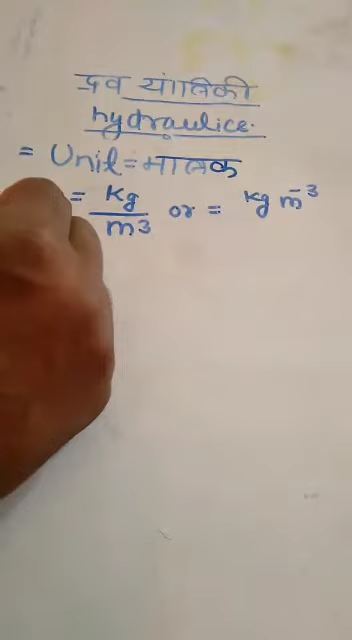 द्रव यांत्रिकी
hydraulice.
= Unit = मात्रक
= Kg/m3 or = kg m⁻³